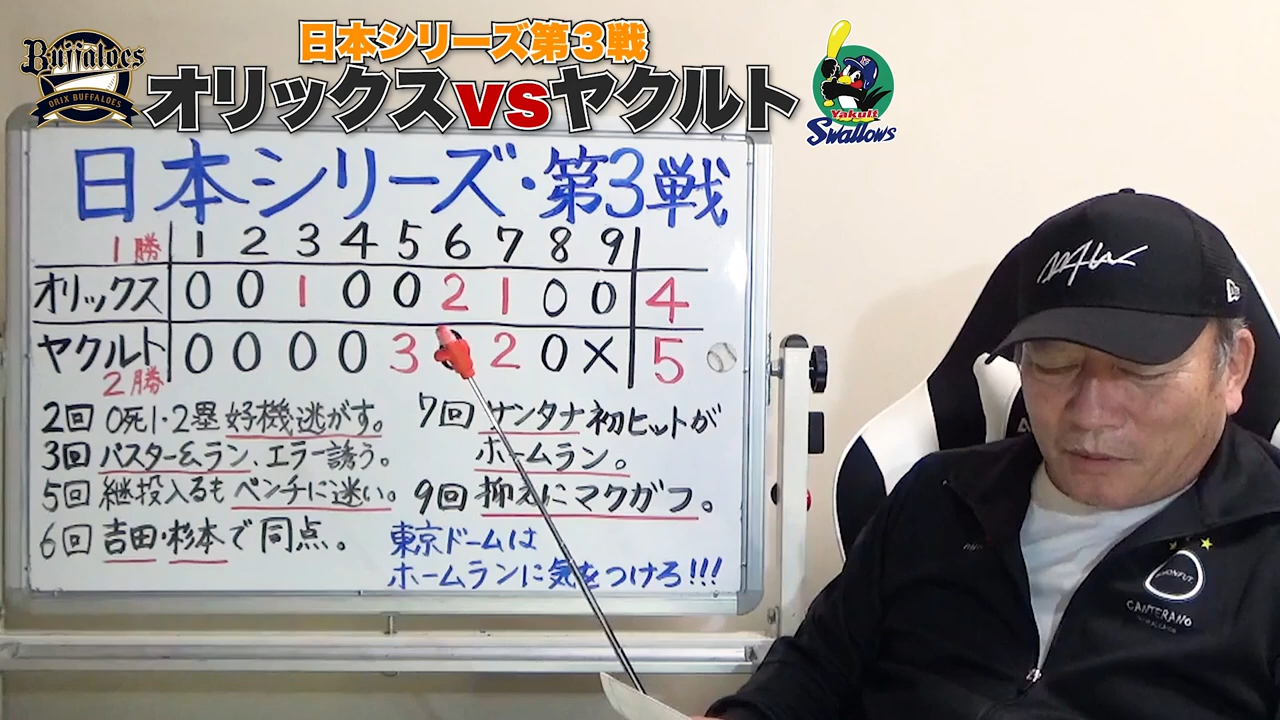 日本シリーズ第3戦
Buffaloes
ORIX BUFFALOES
オリックスvsヤクルト
Yakult
Swallows
日本シリーズ・第3戦
1勝 1 2 3 4 5 6 7 8 9
オリックス 0 0 1 0 0 2 1 0 0 4
ヤクルト 0 0 0 0 3 2 0 X 5
2勝
2回 0死1・2塁好機逃がす。
3回 バスター&ラン、エラー誘う。
5回 継投入るもベンチに迷い。
6回 吉田・杉本で同点。
7回 サンタナ初ヒットが
ホームラン。
9回 抑えにマクガフ。
東京ドームは
ホームランに気をつけろ!!!
CANTERANO